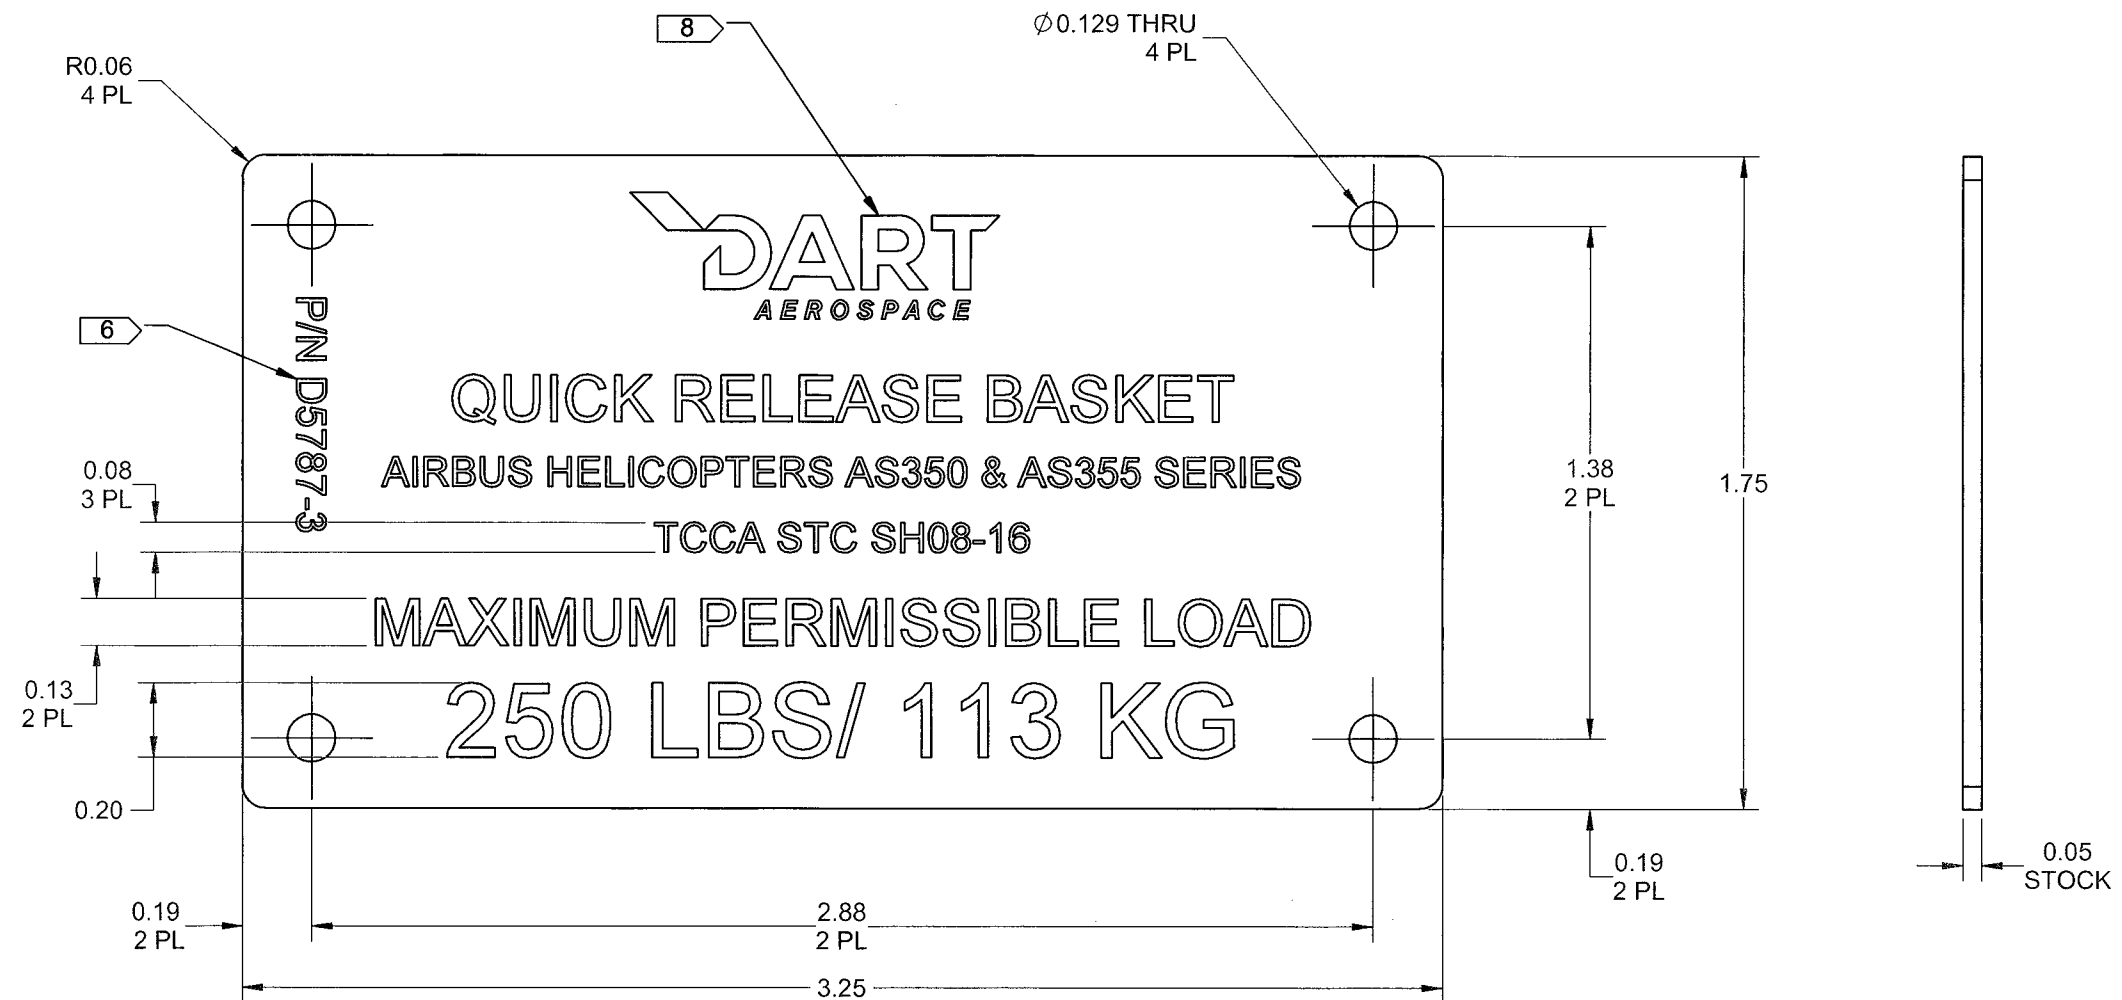 8
Ø0.129 THRU
4 PL
R0.06
4 PL
DART
AEROSPACE
6
P/N D5787-3
QUICK RELEASE BASKET
AIRBUS HELICOPTERS AS350 & AS355 SERIES
TCCA STC SH08-16
MAXIMUM PERMISSIBLE LOAD
250 LBS/ 113 KG
0.08
3 PL
0.13
2 PL
0.20
1.38
2 PL
1.75
0.19
2 PL
0.05
STOCK
0.19
2 PL
2.88
2 PL
3.25